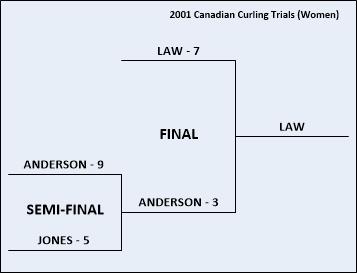 2001 Canadian Curling Trials (Women)
LAW - 7
FINAL
LAW
ANDERSON - 9
SEMI-FINAL
ANDERSON - 3
JONES - 5